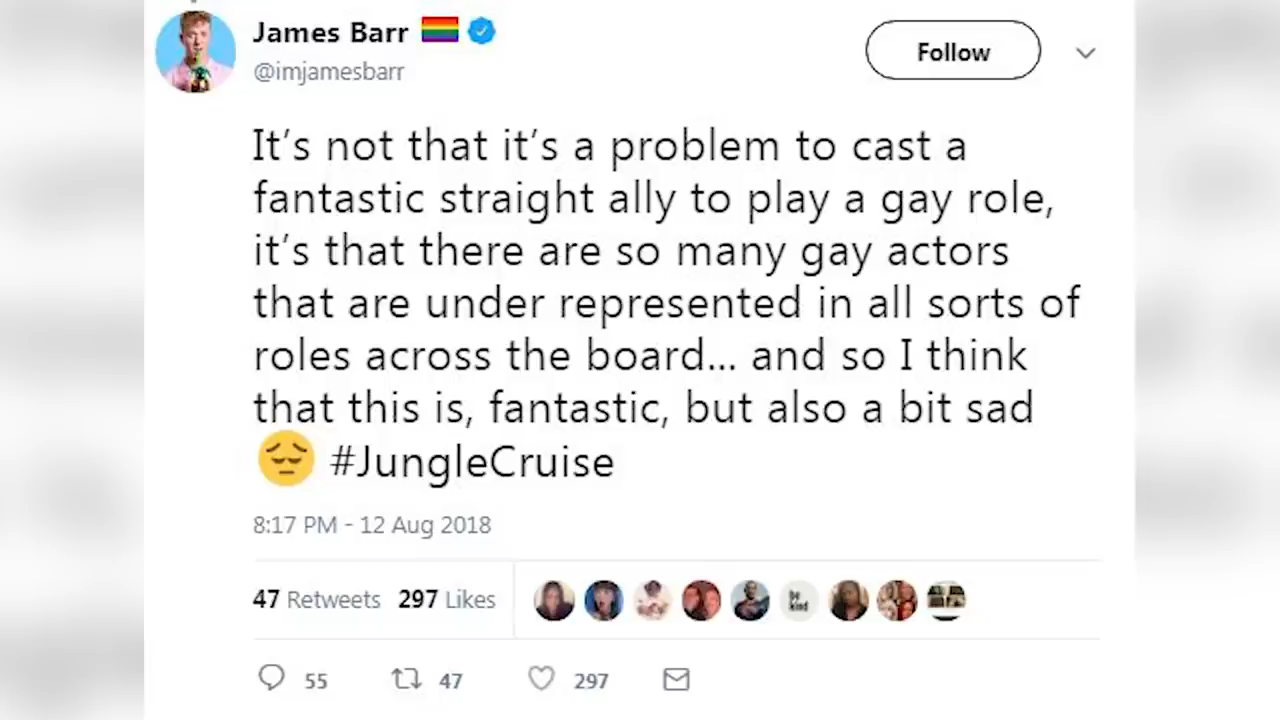 James Barr
@imjamesbarr
Follow
It's not that it's a problem to cast a
fantastic straight ally to play a gay role,
it's that there are so many gay actors
that are under represented in all sorts of
roles across the board... and so I think
that this is, fantastic, but also a bit sad
😔 #JungleCruise
8:17 PM - 12 Aug 2018
47 Retweets 297 Likes
be
kind
55 47 297